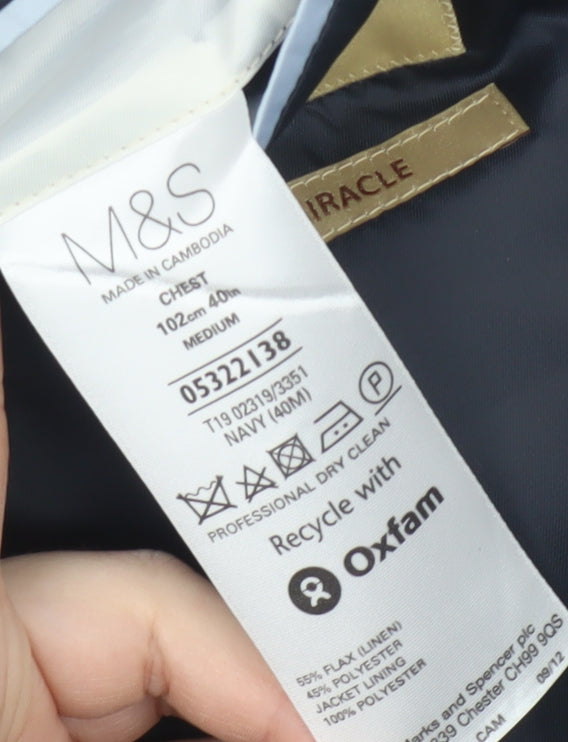 M&S
MADE IN CAMBODIA
CHEST
102cm 40in
MEDIUM
05322138
T19 02319/3351
NAVY (40M)
P
PROFESSIONAL DRY CLEAN
Recycle with
Oxfam
55% FLAX (LINEN)
45% POLYESTER
JACKET LINING
100% POLYESTER
arks and Spencer plc
239 Chester CH99 9QS
CAM 09/12
IRACLE